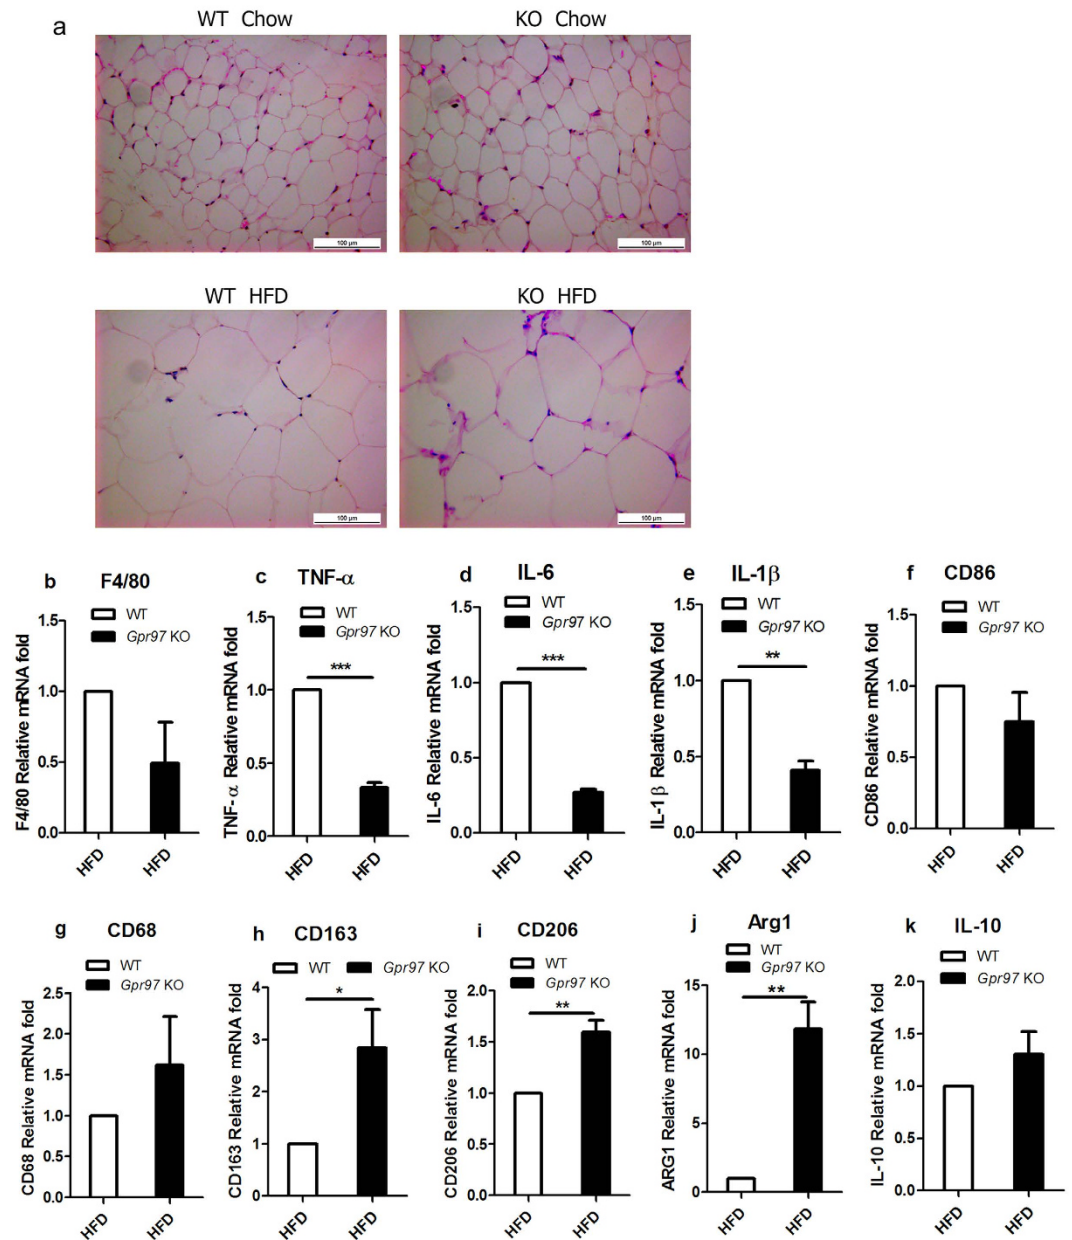 a
WT Chow
KO Chow
100 µm
100 µm
WT HFD
KO HFD
100 µm
100 µm
b F4/80
WT
Gpr97 KO
F4/80 Relative mRNA fold
1.5
1.0
0.5
0.0
HFD HFD
c TNF-α
WT
Gpr97 KO
TNF-α Relative mRNA fold
1.5
1.0
0.5
0.0
***
HFD HFD
d IL-6
WT
Gpr97 KO
IL-6 Relative mRNA fold
1.5
1.0
0.5
0.0
***
HFD HFD
e IL-1β
WT
Gpr97 KO
IL-1β Relative mRNA fold
1.5
1.0
0.5
0.0
**
HFD HFD
f CD86
WT
Gpr97 KO
CD86 Relative mRNA fold
1.5
1.0
0.5
0.0
HFD HFD
g CD68
WT
Gpr97 KO
CD68 Relative mRNA fold
2.5
2.0
1.5
1.0
0.5
0.0
HFD HFD
h CD163
WT Gpr97 KO
CD163 Relative mRNA fold
4
3
2
1
0
*
HFD HFD
i CD206
WT
Gpr97 KO
CD206 Relative mRNA fold
2.0
1.5
1.0
0.5
0.0
**
HFD HFD
j Arg1
WT
Gpr97 KO
ARG1 Relative mRNA fold
15
10
5
0
**
HFD HFD
k IL-10
WT
Gpr97 KO
IL-10 Relative mRNA fold
2.0
1.5
1.0
0.5
0.0
HFD HFD